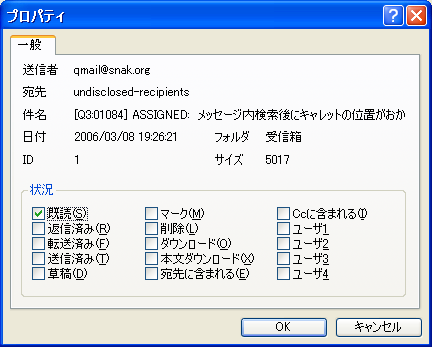 プロパティ
一般
送信者 qmail@snak.org
宛先 undisclosed-recipients
件名 [Q3:01084] ASSIGNED: メッセージ内検索後にキャレットの位置がおか
日付 2006/03/08 19:26:21 フォルダ 受信箱
ID 1 サイズ 5017
状況
既読(S) マーク(M) Ccに含まれる(I)
返信済み(R) 削除(L) ユーザ1
転送済み(F) ダウンロード(O) ユーザ2
送信済み(T) 本文ダウンロード(X) ユーザ3
草稿(D) 宛先に含まれる(E) ユーザ4
OK キャンセル